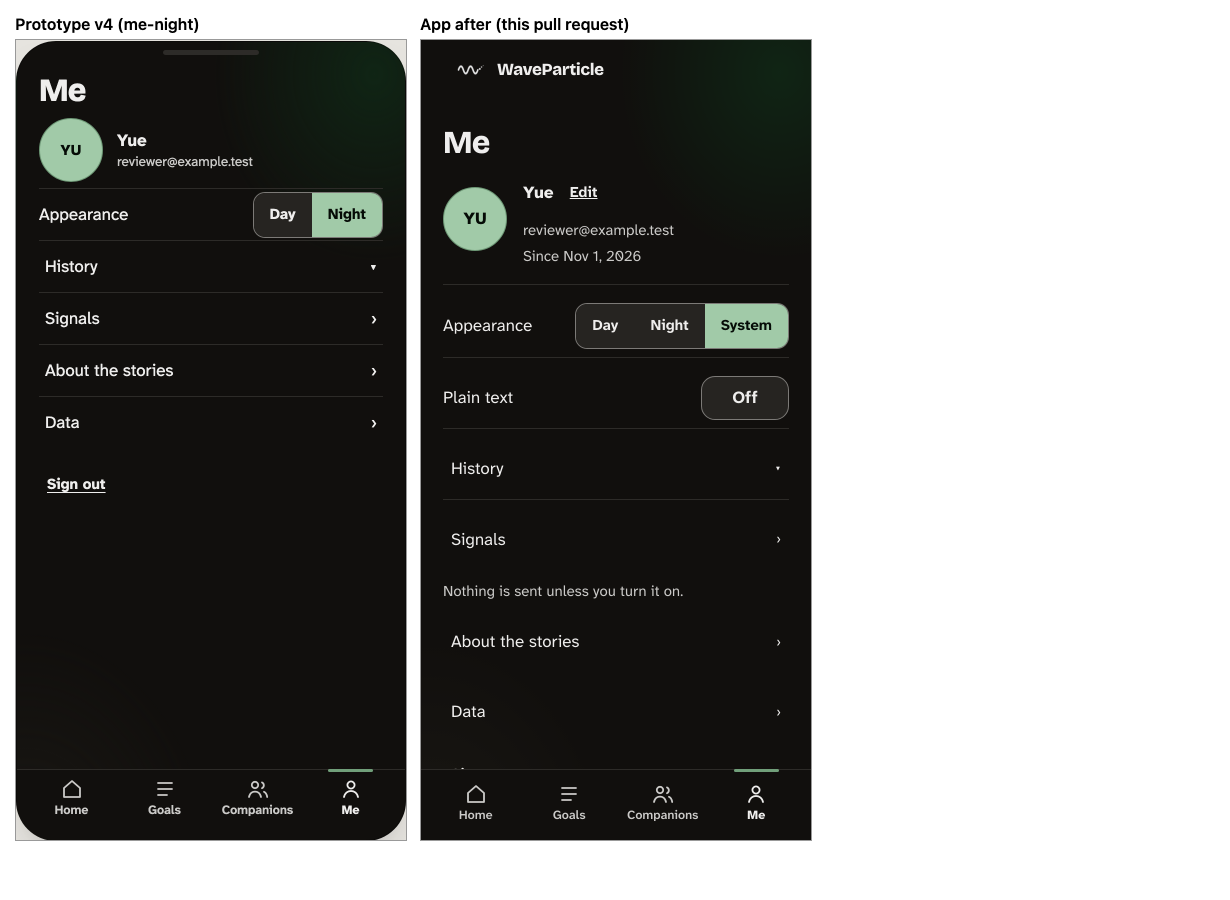 Prototype v4 (me-night)
Me
YU
Yue
reviewer@example.test
Appearance
Day
Night
History
Signals
About the stories
Data
Sign out
Home
Goals
Companions
Me
App after (this pull request)
WaveParticle
Me
YU
Yue
Edit
reviewer@example.test
Since Nov 1, 2026
Appearance
Day
Night
System
Plain text
Off
History
Signals
Nothing is sent unless you turn it on.
About the stories
Data
Home
Goals
Companions
Me